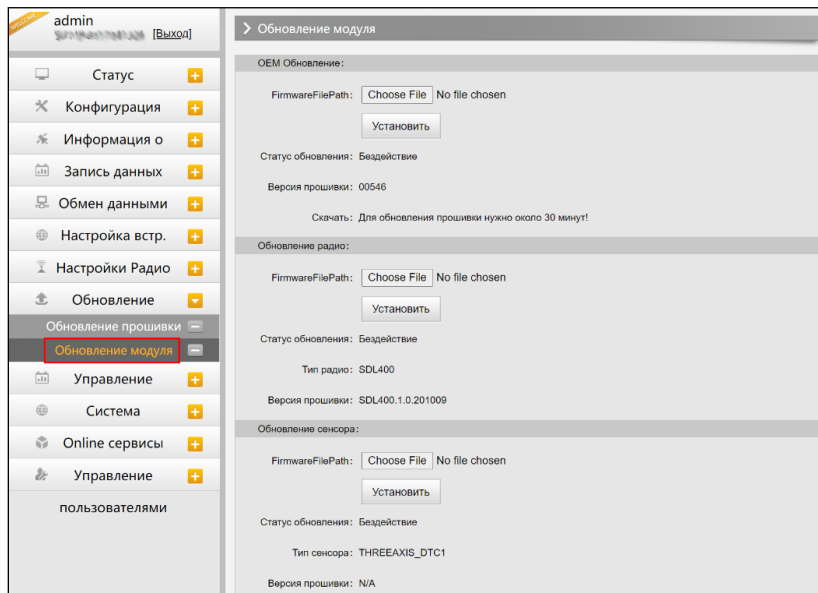 WELCOME
admin
[Выход]
Статус
Конфигурация
Информация о
Запись данных
Обмен данными
Настройка встр.
Настройки Радио
Обновление
Обновление прошивки
Обновление модуля
Управление
Система
Online сервисы
Управление
пользователями
Обновление модуля
OEM Обновление:
FirmwareFilePath: Choose File No file chosen
Установить
Статус обновления: Бездействие
Версия прошивки: 00546
Скачать: Для обновления прошивки нужно около 30 минут!
Обновление радио:
FirmwareFilePath: Choose File No file chosen
Установить
Статус обновления: Бездействие
Тип радио: SDL400
Версия прошивки: SDL400.1.0.201009
Обновление сенсора:
FirmwareFilePath: Choose File No file chosen
Установить
Статус обновления: Бездействие
Тип сенсора: THREEAXIS_DTC1
Версия прошивки: N/A